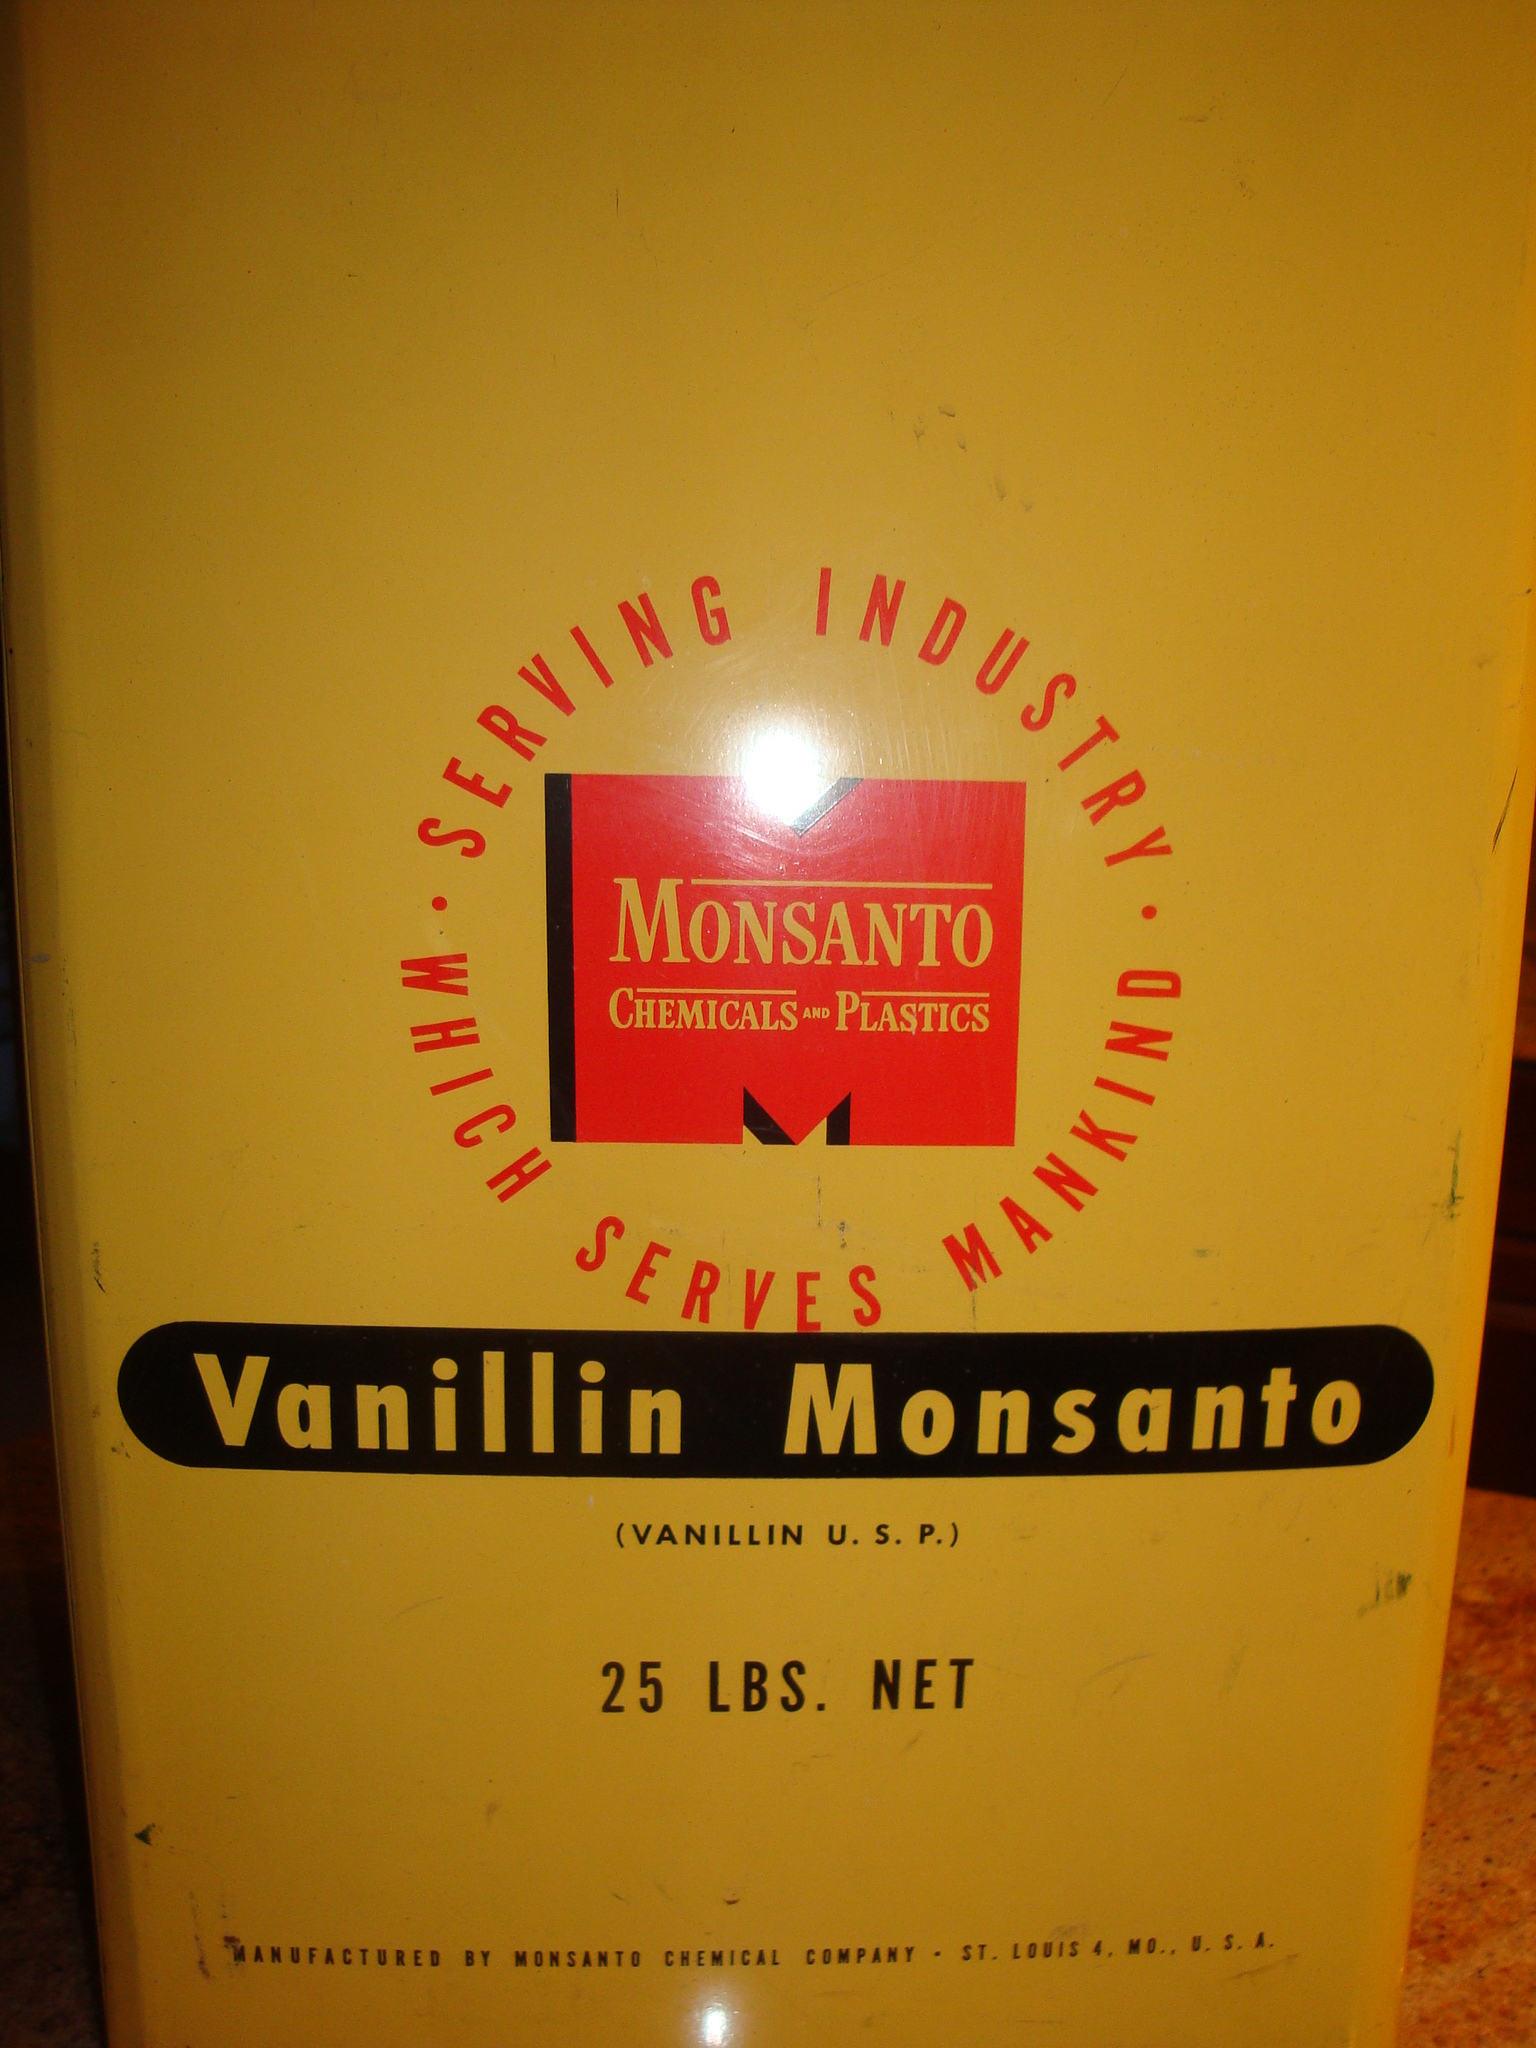 SERVING INDUSTRY · WHICH SERVES MANKIND ·
MONSANTO
CHEMICALS AND PLASTICS
Vanillin Monsanto
(VANILLIN U. S. P.)
25 LBS. NET
MANUFACTURED BY MONSANTO CHEMICAL COMPANY - ST. LOUIS 4, MO., U. S. A.